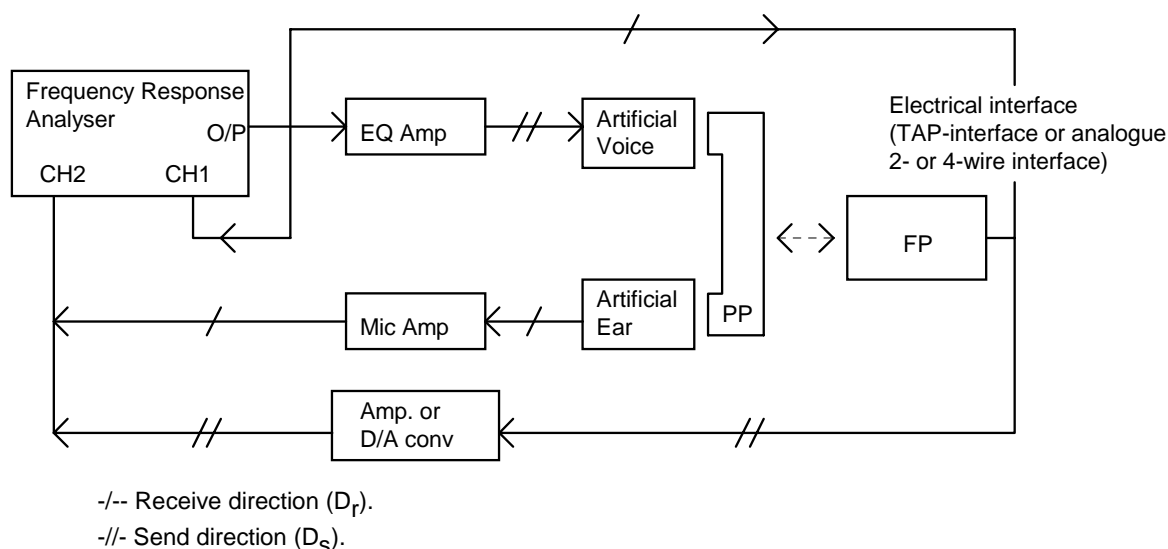 Frequency Response
Analyser
O/P
CH2
CH1
EQ Amp
Artificial
Voice
Electrical interface
(TAP-interface or analogue
2- or 4-wire interface)
FP
PP
Mic Amp
Artificial
Ear
Amp. or
D/A conv
-/-- Receive direction (Dr).
-//- Send direction (Ds).